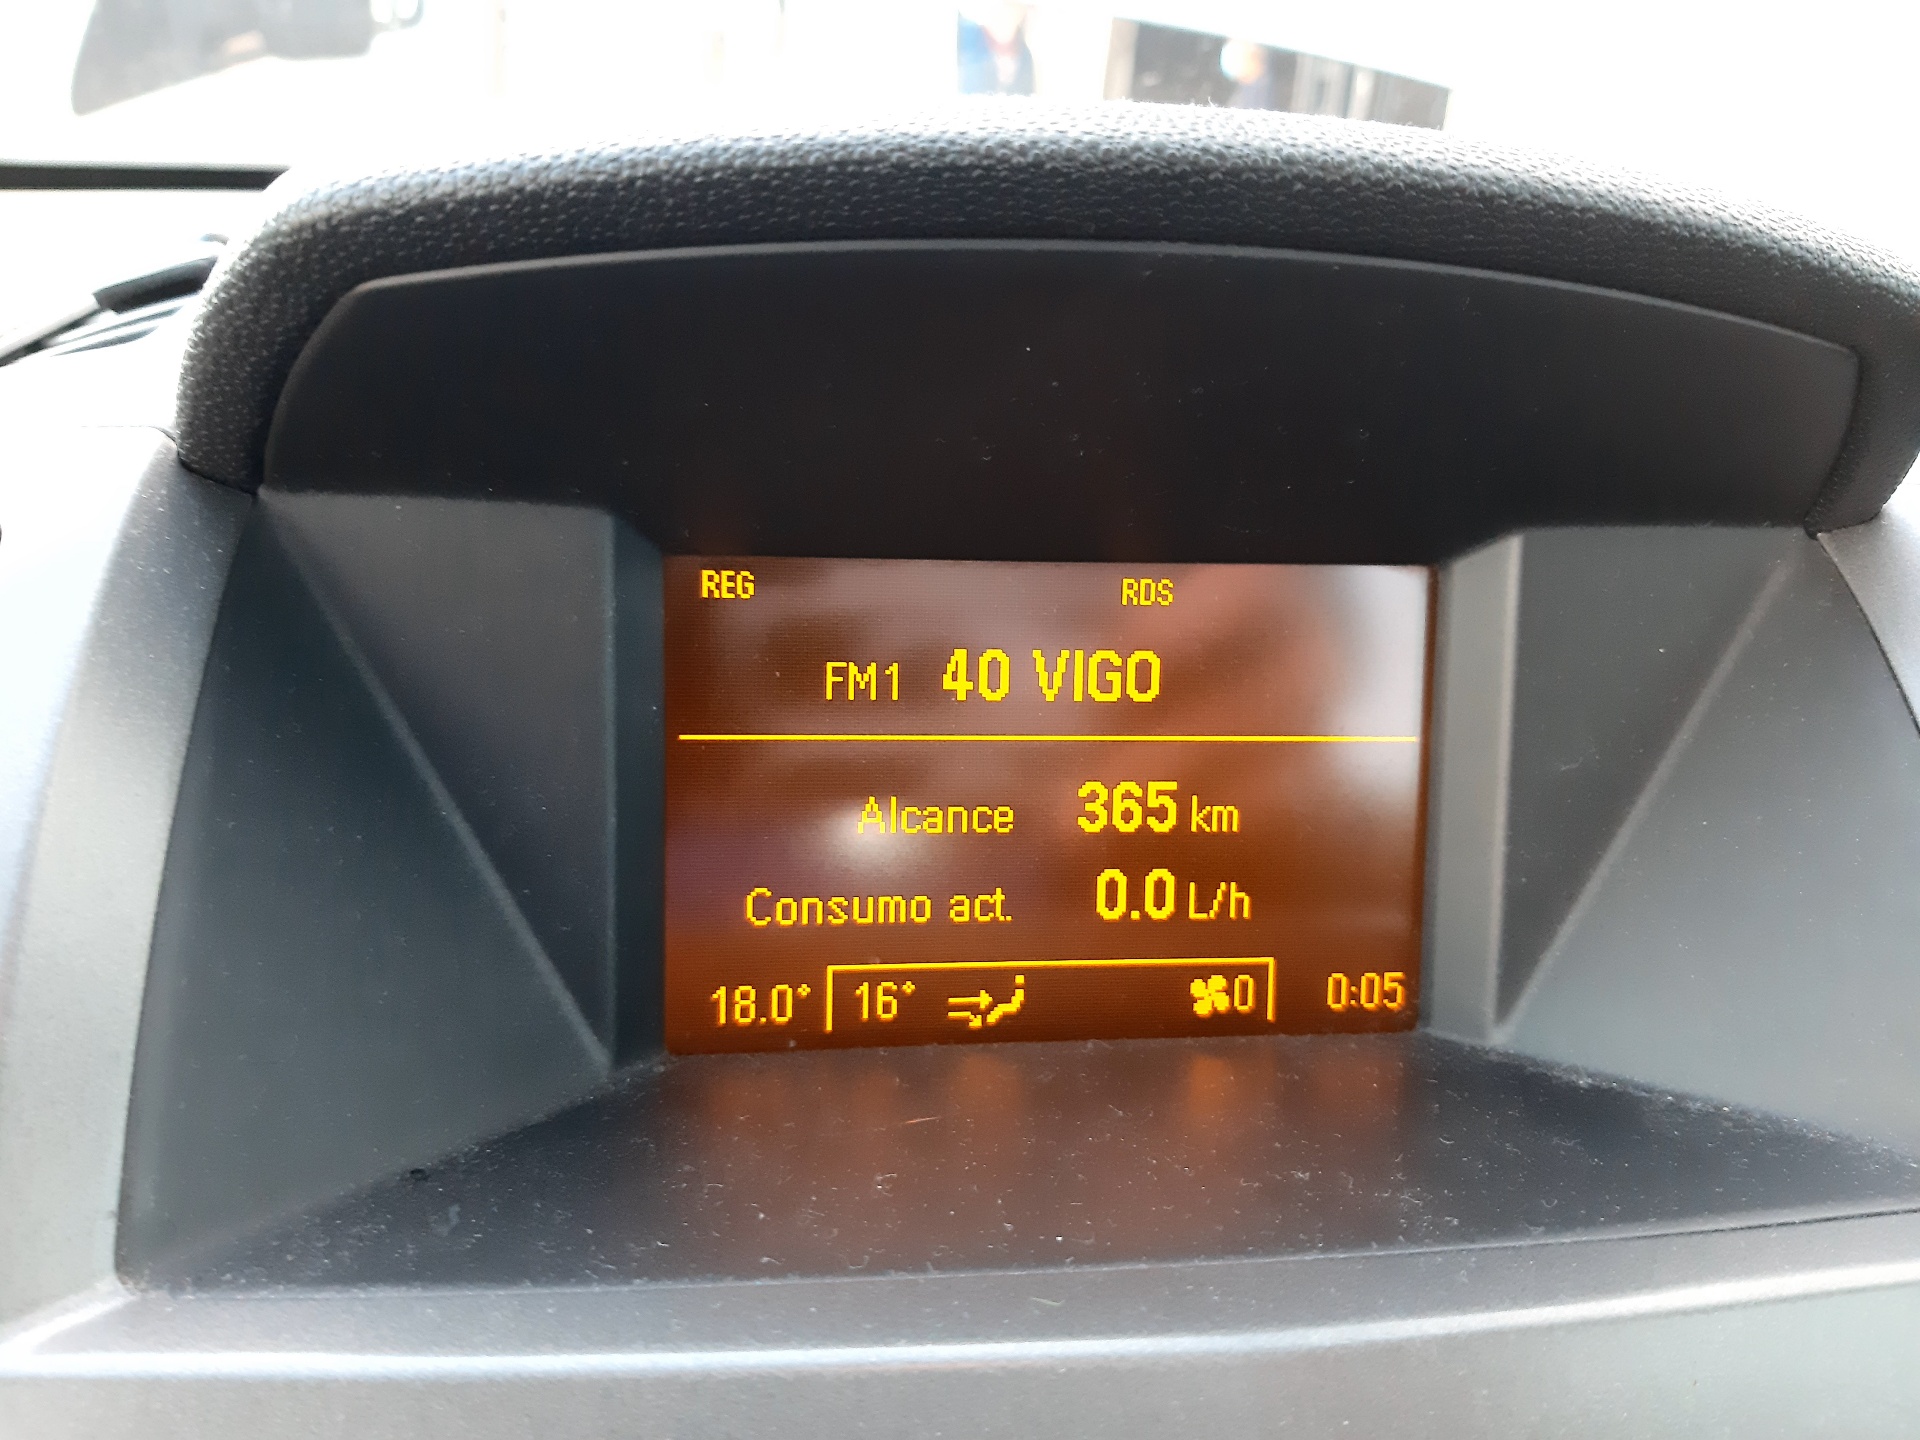 REG RDS
FM1 40 VIGO
Alcance 365 km
Consumo act. 0.0 L/h
18.0° 16° 0 0:05